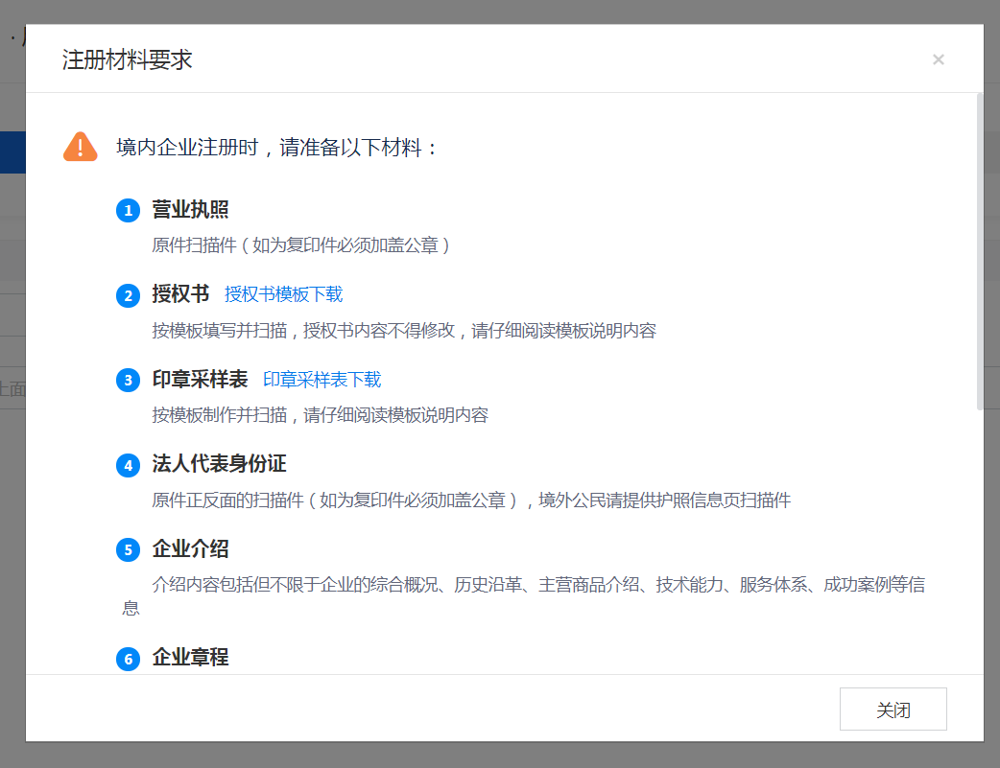 注册材料要求
×
境内企业注册时，请准备以下材料：
1 营业执照
原件扫描件（如为复印件必须加盖公章）
2 授权书 授权书模板下载
按模板填写并扫描，授权书内容不得修改，请仔细阅读模板说明内容
3 印章采样表 印章采样表下载
按模板制作并扫描，请仔细阅读模板说明内容
上面
4 法人代表身份证
原件正反面的扫描件（如为复印件必须加盖公章），境外公民请提供护照信息页扫描件
5 企业介绍
介绍内容包括但不限于企业的综合概况、历史沿革、主营商品介绍、技术能力、服务体系、成功案例等信
息
6 企业章程
关闭